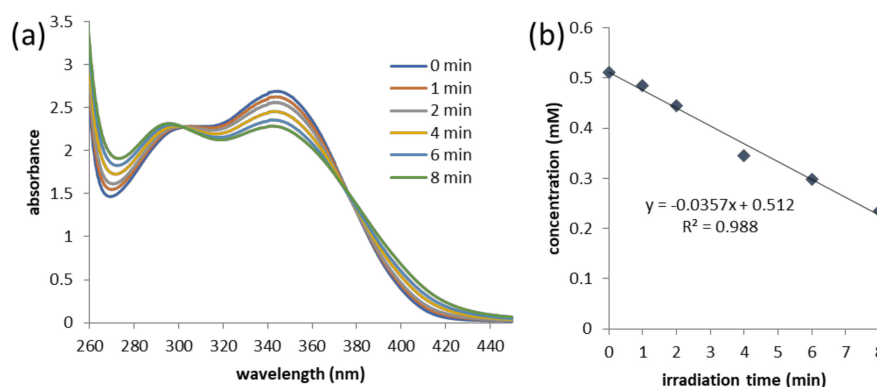 (a)
3.5
3
2.5
2
1.5
1
0.5
0
absorbance
260 280 300 320 340 360 380 400 420 440
wavelength (nm)
0 min
1 min
2 min
4 min
6 min
8 min
(b)
0.6
0.5
0.4
0.3
0.2
0.1
0
concentration (mM)
y = -0.0357x + 0.512
R² = 0.988
0 1 2 3 4 5 6 7 8
irradiation time (min)